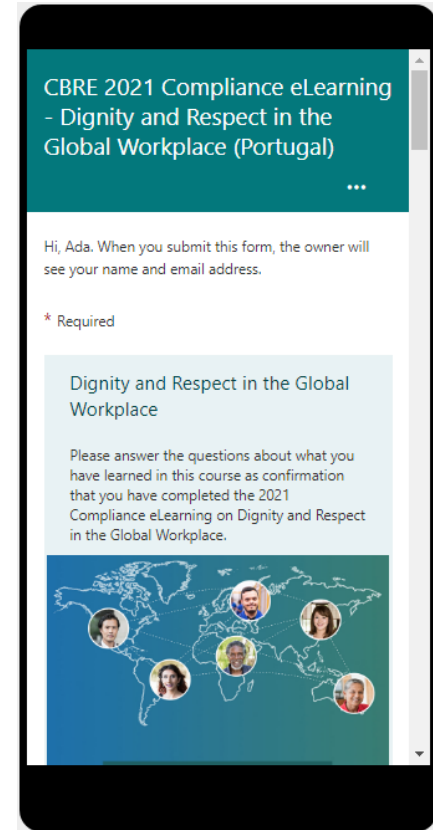 CBRE 2021 Compliance eLearning
- Dignity and Respect in the
Global Workplace (Portugal)
...
Hi, Ada. When you submit this form, the owner will
see your name and email address.
* Required
Dignity and Respect in the Global
Workplace
Please answer the questions about what you
have learned in this course as confirmation
that you have completed the 2021
Compliance eLearning on Dignity and Respect
in the Global Workplace.